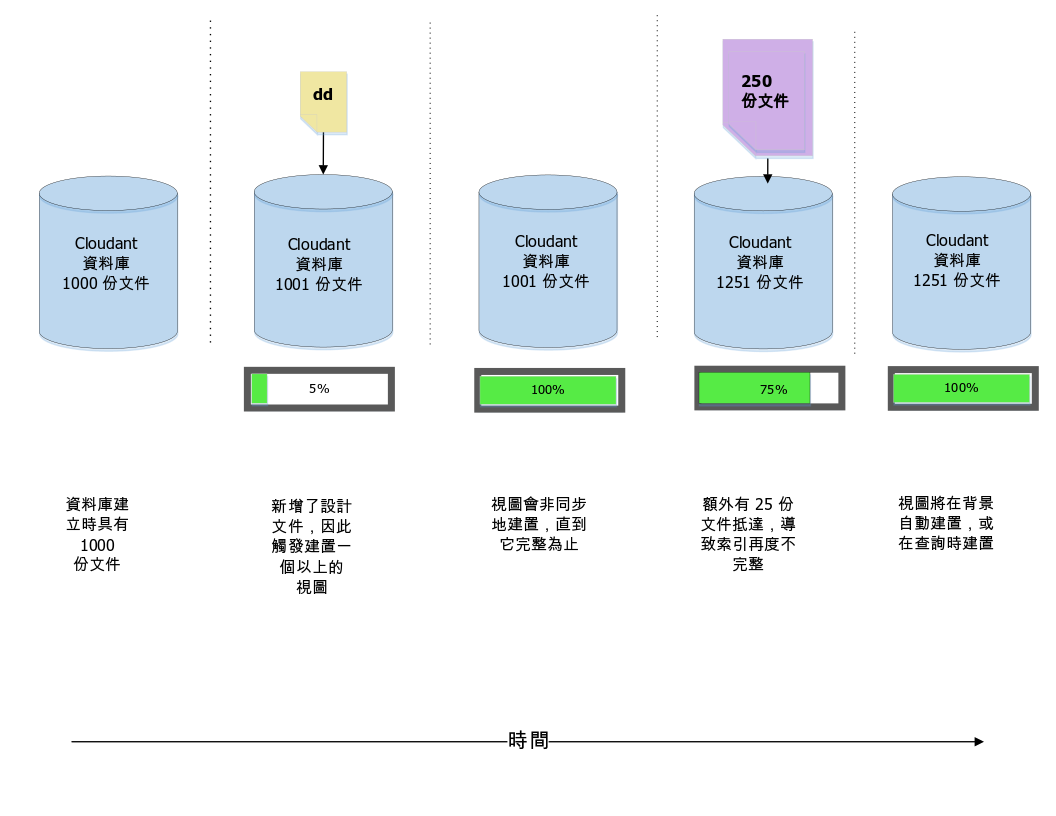 dd
250
份文件
Cloudant
資料庫
1000 份文件
Cloudant
資料庫
1001 份文件
Cloudant
資料庫
1001 份文件
Cloudant
資料庫
1251 份文件
Cloudant
資料庫
1251 份文件
5%
100%
75%
100%
資料庫建
立時具有
1000
份文件
新增了設計
文件，因此
觸發建置一
個以上的
視圖
視圖會非同步
地建置，直到
它完整為止
額外有 25 份
文件抵達，導
致索引再度不
完整
視圖將在背景
自動建置，或
在查詢時建置
時間